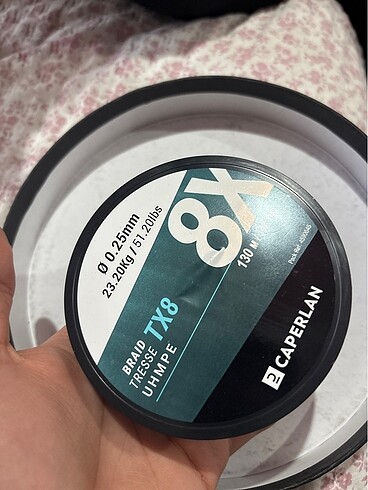 Ø 0.25mm
23.20Kg / 51.20lbs
8X
130 M
BRAID
TRESSE TX8
UHMPE
CAPERLAN